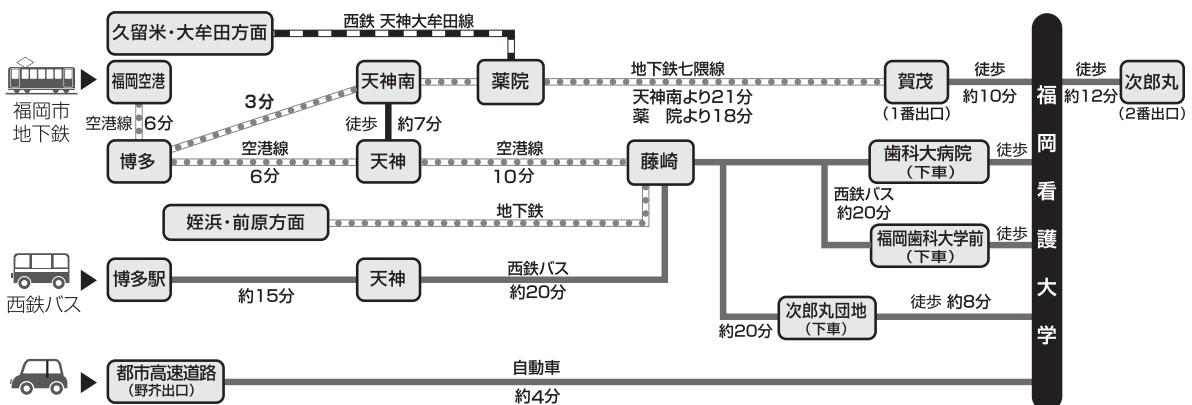 久留米・大牟田方面
西鉄 天神大牟田線
福岡市
地下鉄
福岡空港
空港線
6分
3分
天神南
薬院
地下鉄七隈線
天神南より21分
薬　院より18分
賀茂
(1番出口)
徒歩
約10分
徒歩
約12分
次郎丸
(2番出口)
徒歩
約7分
博多
空港線
6分
天神
空港線
10分
藤崎
歯科大病院
(下車)
徒歩
西鉄バス
約20分
福岡歯科大学前
(下車)
徒歩
姪浜・前原方面
地下鉄
西鉄バス
博多駅
約15分
天神
西鉄バス
約20分
約20分
次郎丸団地
(下車)
徒歩 約8分
都市高速道路
(野芥出口)
自動車
約4分
福岡看護大学